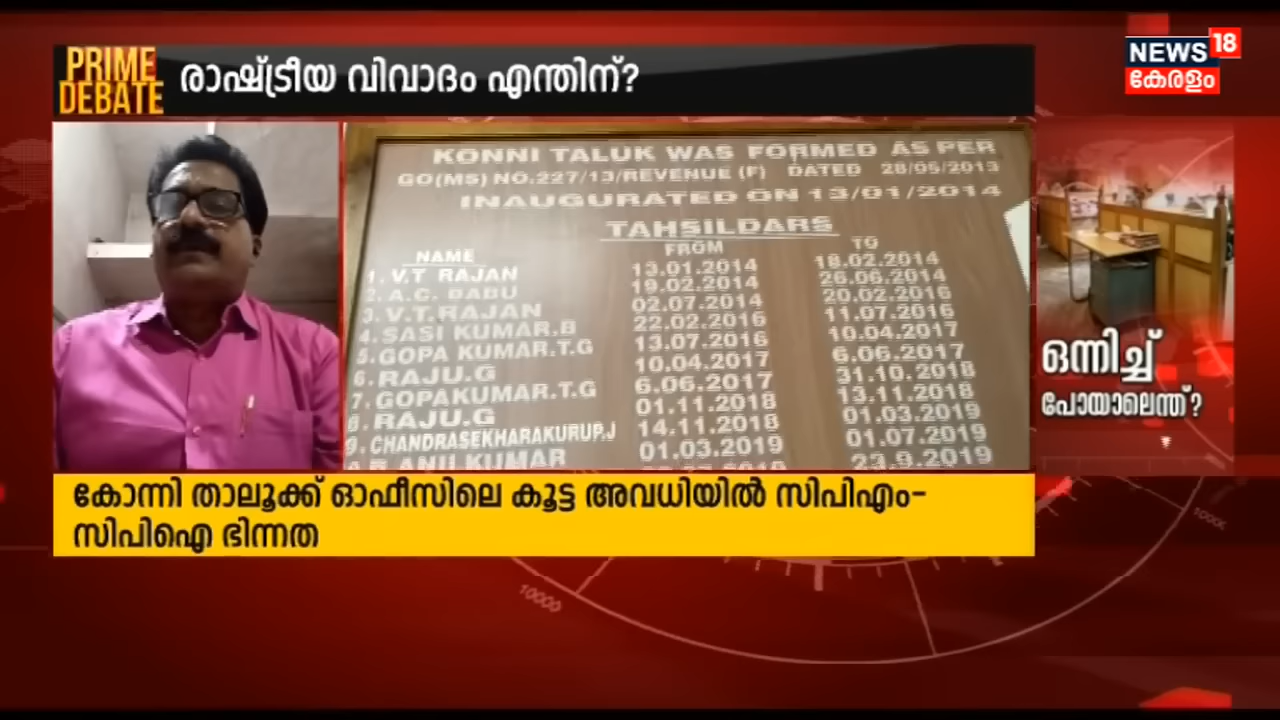 PRIME
DEBATE
രാഷ്ട്രീയ വിവാദം എന്തിന്?
NEWS 18
കേരളം
KONNI TALUK WAS FORMED AS PER
GO(MS) NO.227/13/REVENUE (F) DATED 28/05/2013
INAUGURATED ON 13/01/2014
TAHSILDARS
NAME FROM TO
1. V.T RAJAN 13.01.2014 18.02.2014
2. A.C. BABU 19.02.2014 26.06.2014
3. V.T.RAJAN 02.07.2014 20.02.2016
4. SASI KUMAR.B 22.02.2016 11.07.2016
5. GOPA KUMAR.T.G 13.07.2016 10.04.2017
6. RAJU.G 10.04.2017 6.06.2017
7. GOPAKUMAR.T.G 6.06.2017 31.10.2018
8. RAJU.G 01.11.2018 13.11.2018
9. CHANDRASEKHARAKURUP.J 14.11.2018 01.03.2019
ANIL KUMAR 01.03.2019 01.07.2019
23.9.2019
ഒന്നിച്ച്
പോയാലെന്ത്?
കോന്നി താലൂക്ക് ഓഫീസിലെ കൂട്ട അവധിയിൽ സിപിഎം-
സിപിഐ ഭിന്നത
10000
10000